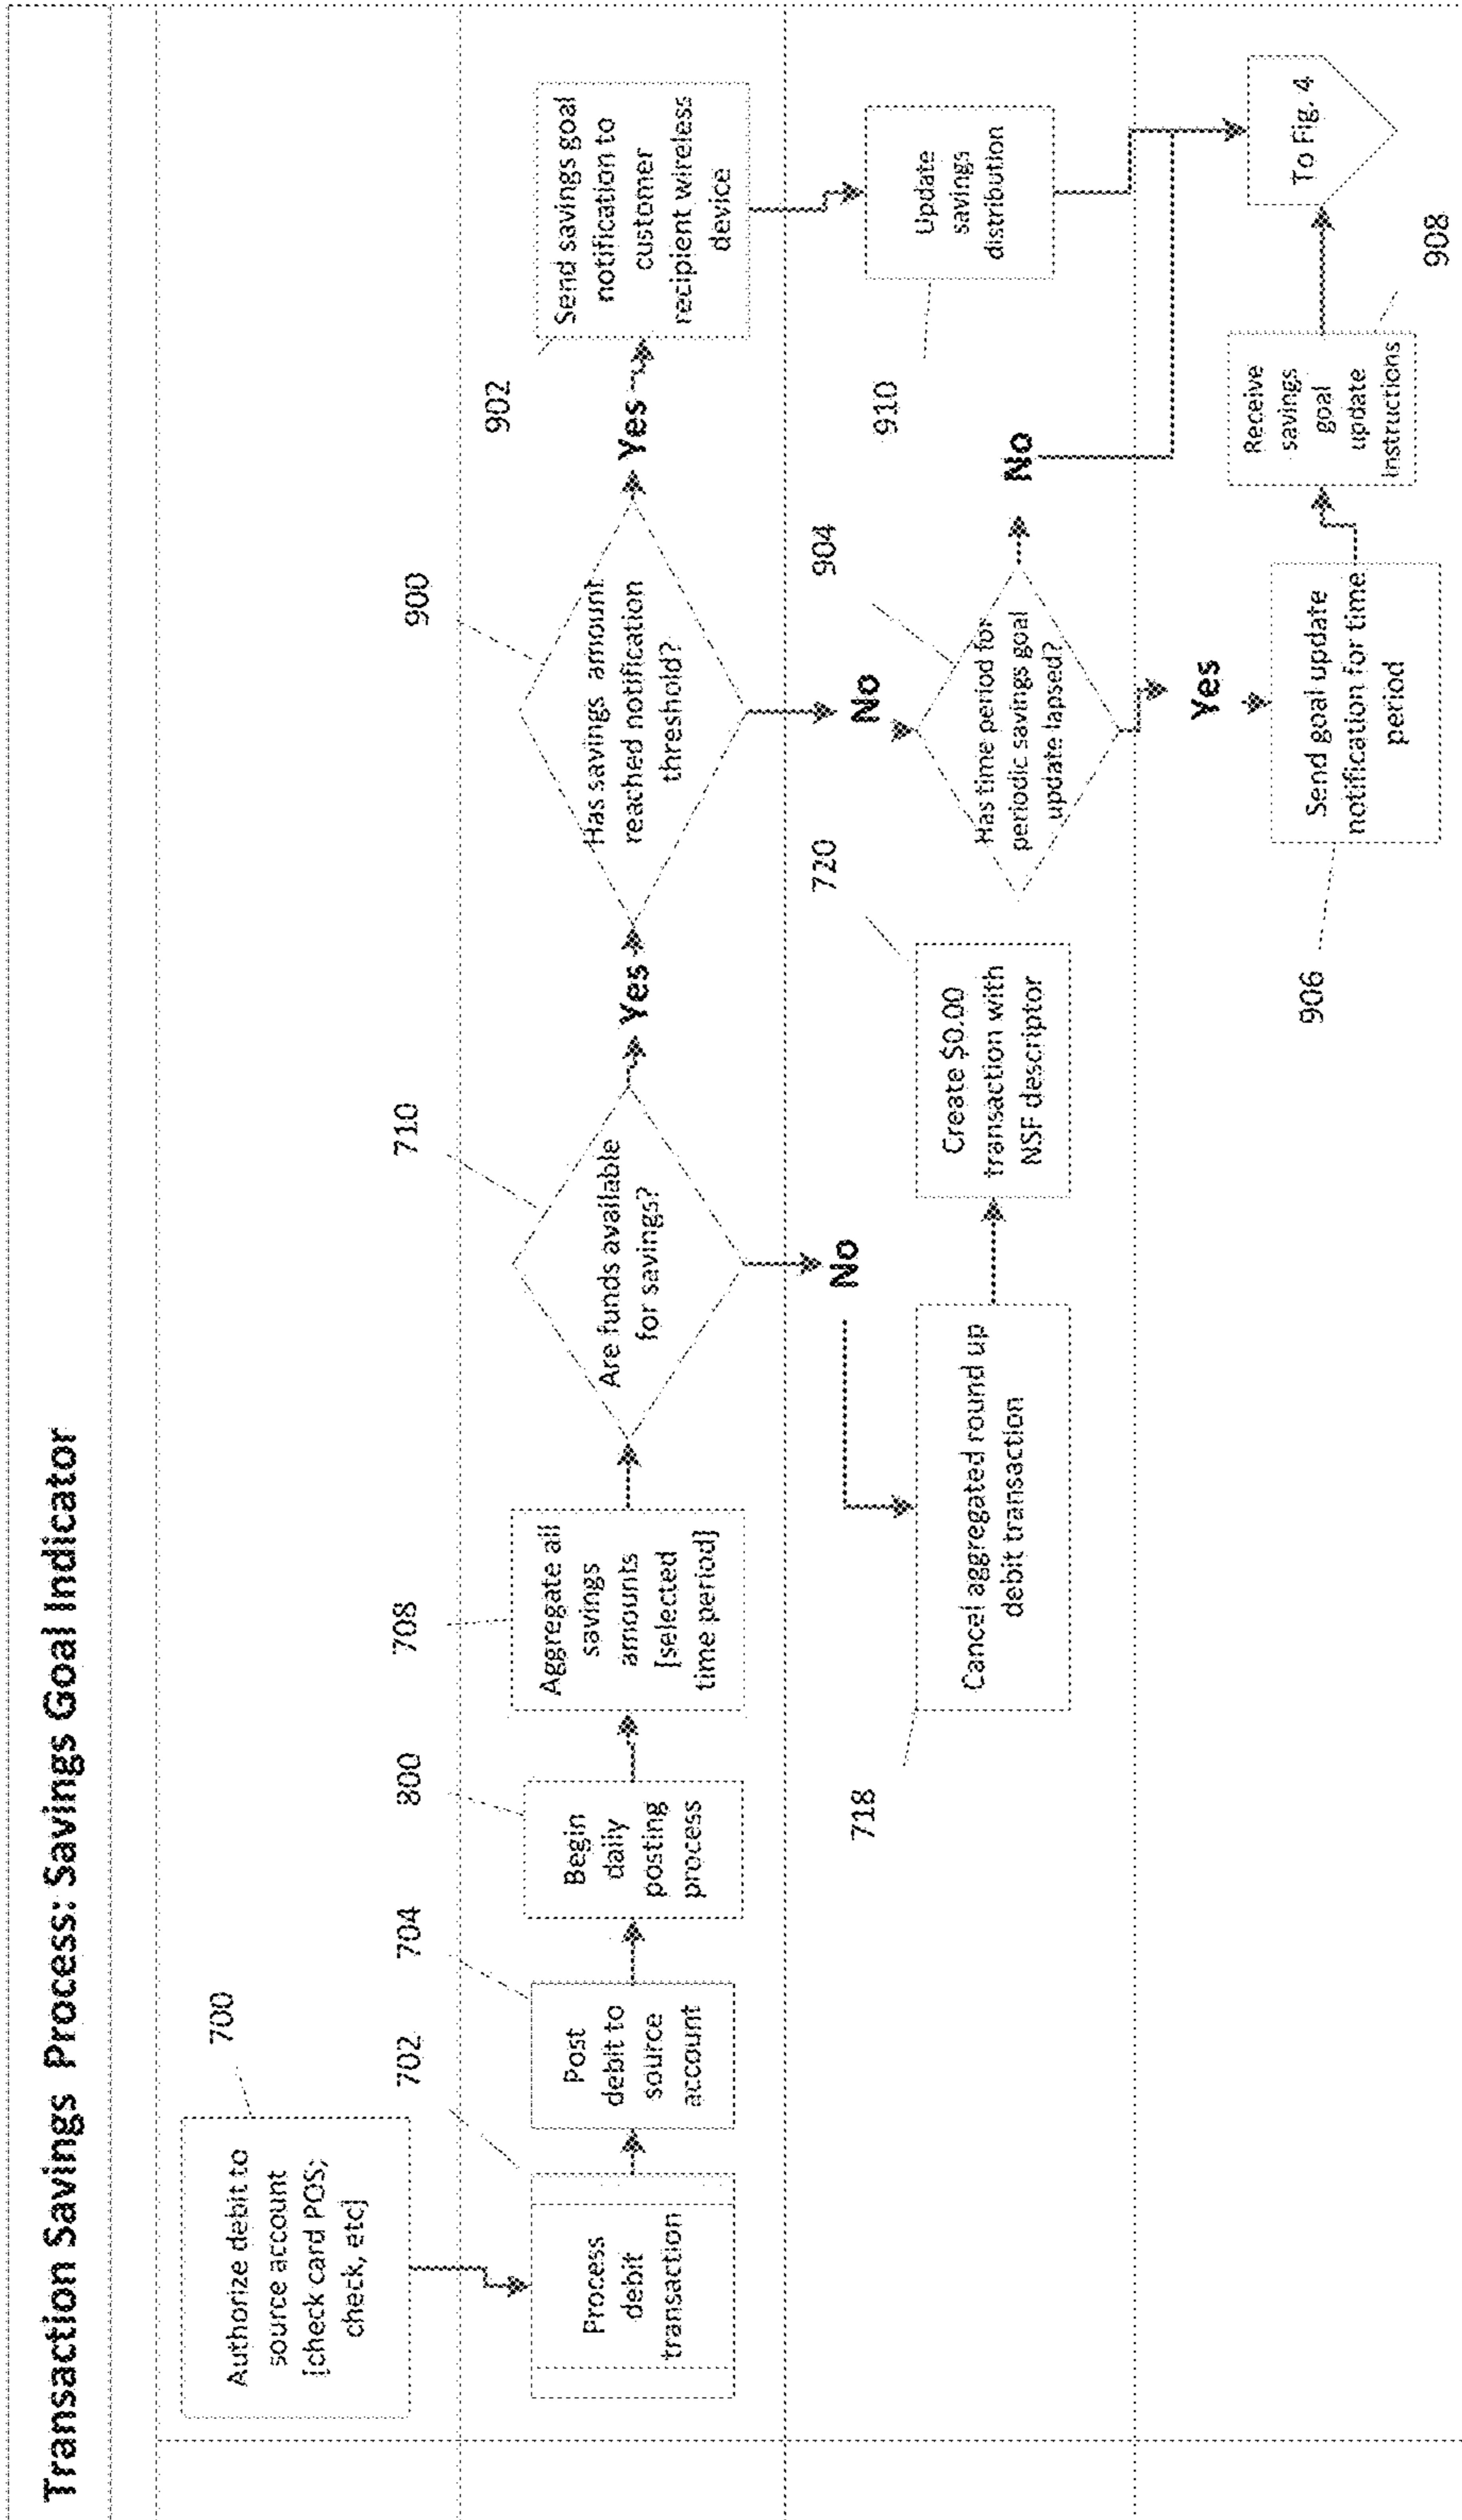 Transaction Savings Process: Savings Goal Indicator
700
Authorize debit to
source account
[check card POS;
check, etc]
702
Process
debit
transaction
704
Post
debit to
source
account
800
Begin
daily
posting
process
708
Aggregate all
savings
amounts
[selected
time period]
710
Are funds available
for savings?
Yes
900
Has savings amount
reached notification
threshold?
Yes
902
Send savings goal
notification to
customer
recipient wireless
device
No
718
Cancel aggregated round up
debit transaction
720
Create $0.00
transaction with
NSF descriptor
No
904
Has time period for
periodic savings goal
update lapsed?
No
910
Update
savings
distribution
Yes
906
Send goal update
notification for time
period
Receive
savings
goal
update
instructions
908
To Fig. 4